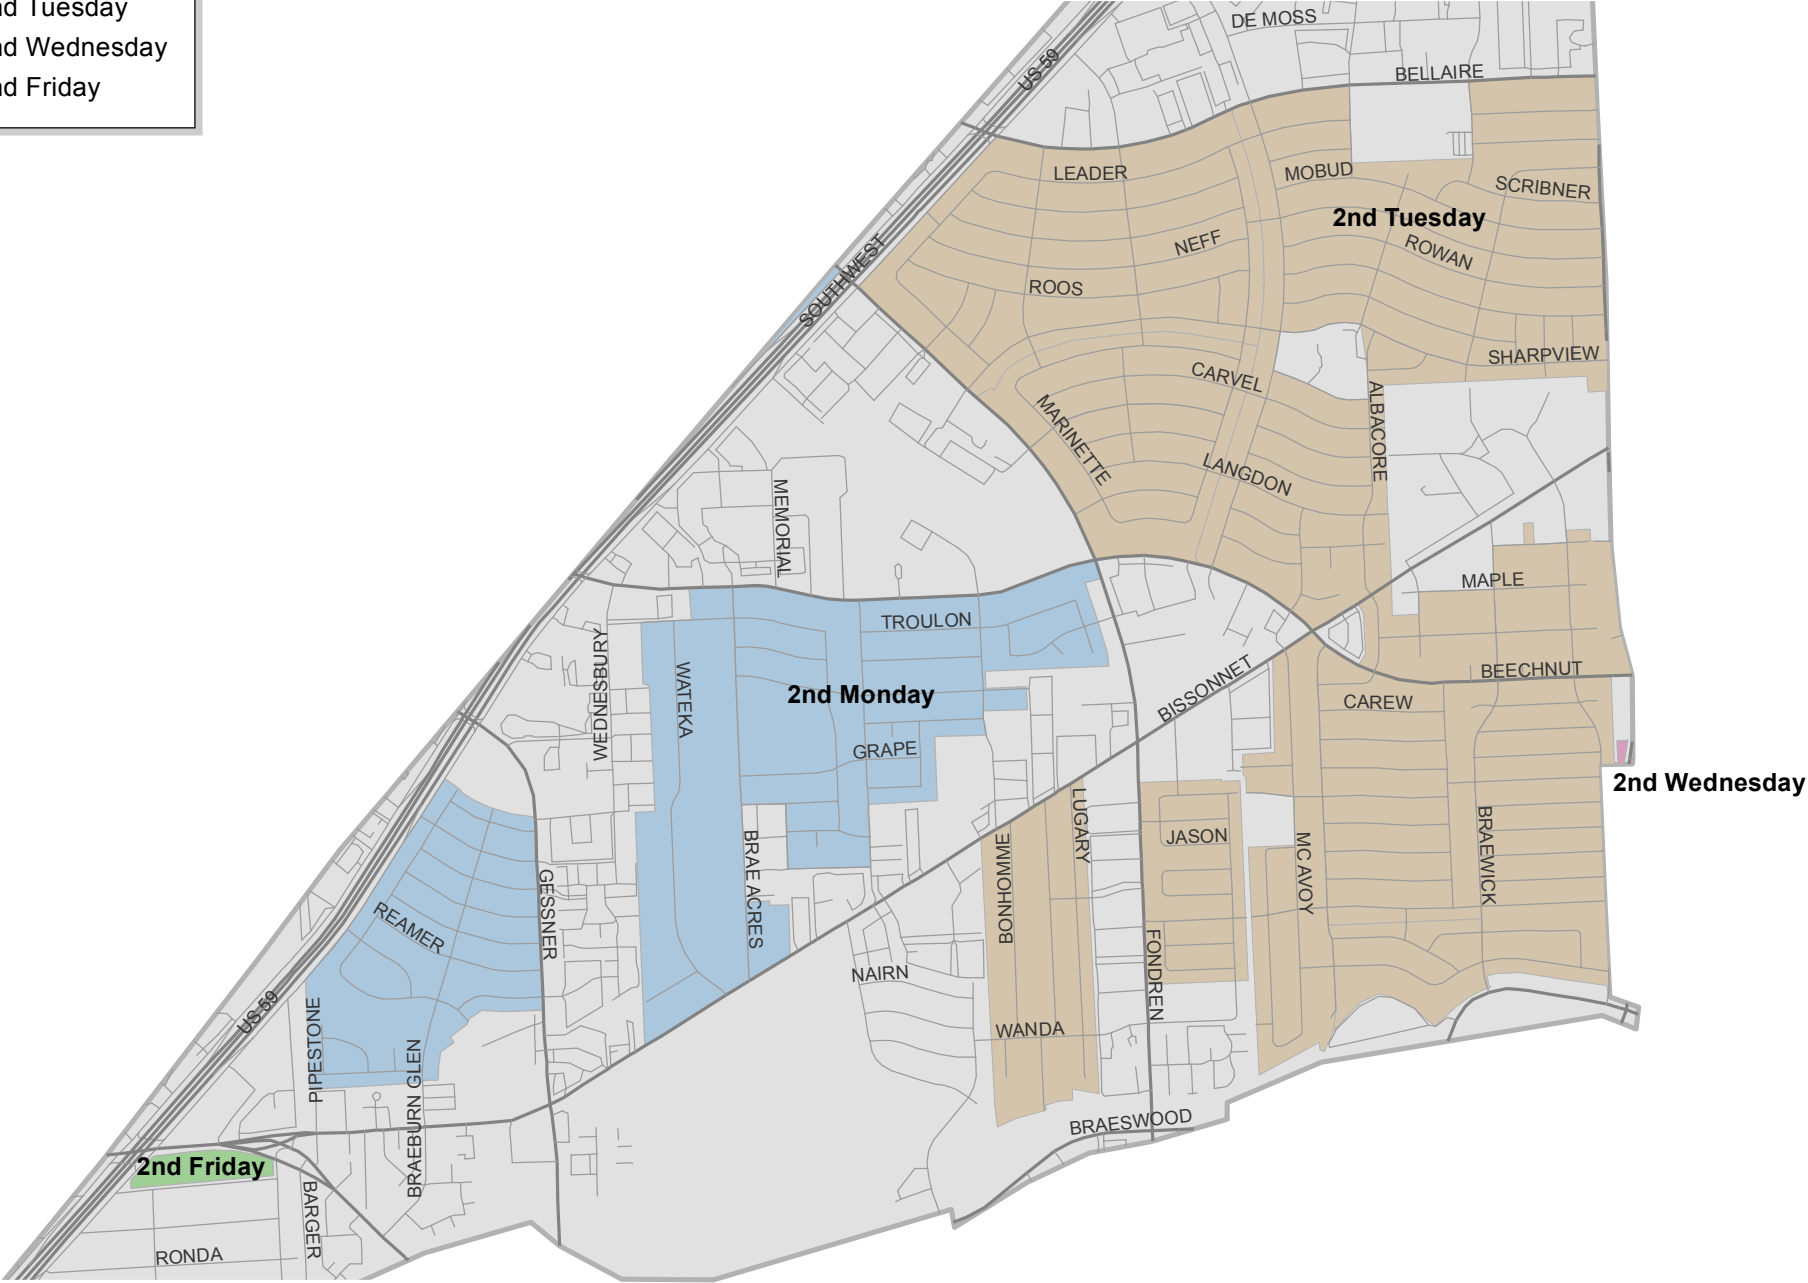 nd Tuesday
nd Wednesday
nd Friday
DE MOSS
US 59
BELLAIRE
LEADER
MOBUD
SCRIBNER
2nd Tuesday
NEFF
ROWAN
SOUTHWEST
ROOS
SHARPVIEW
CARVEL
MARINETTE
ALBACORE
LANGDON
MEMORIAL
MAPLE
TROULON
WEDNESBURY
WATEKA
2nd Monday
BISSONNET
BEECHNUT
CAREW
GRAPE
2nd Wednesday
LUGARY
JASON
BONHOMME
BRAE ACRES
MC AVOY
BRAEWICK
GESSNER
REAMER
NAIRN
FONDREN
US 59
PIPESTONE
WANDA
BRAEBURN GLEN
BRAESWOOD
2nd Friday
BARGER
RONDA